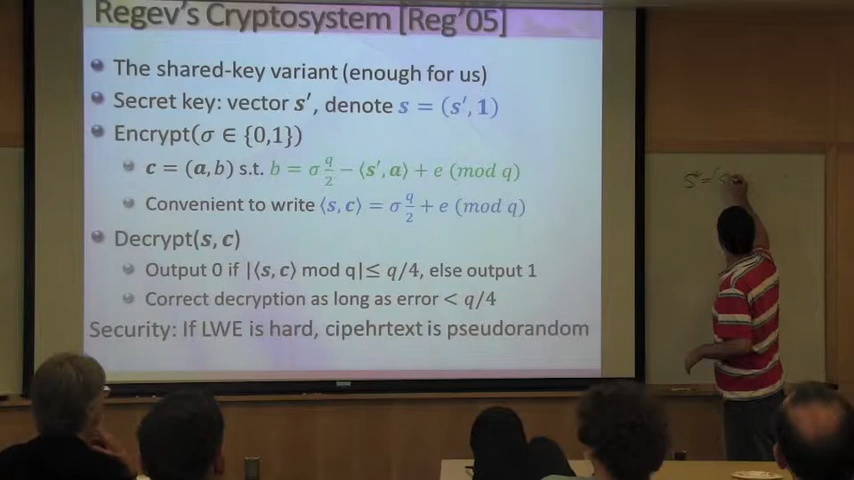 Regev's Cryptosystem [Reg'05]
The shared-key variant (enough for us)
Secret key: vector s′, denote s = (s′, 1)
Encrypt(σ ∈ {0,1})
c = (a, b) s.t. b = σ q/2 − ⟨s′, a⟩ + e (mod q)
Convenient to write ⟨s, c⟩ = σ q/2 + e (mod q)
Decrypt(s, c)
Output 0 if |⟨s, c⟩ mod q| ≤ q/4, else output 1
Correct decryption as long as error < q/4
Security: If LWE is hard, cipehrtext is pseudorandom